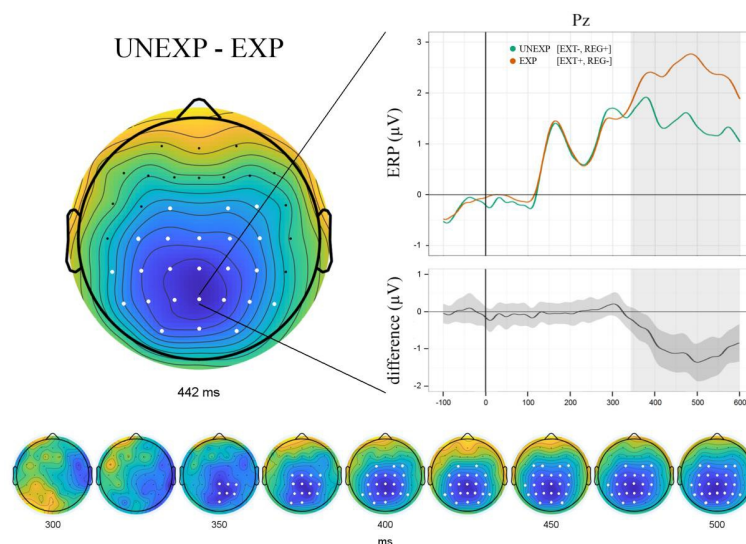 UNEXP - EXP
442 ms
Pz
UNEXP [EXT-, REG+]
EXP [EXT+, REG-]
ERP (µV)
3
2
1
0
-1
difference (µV)
1
0
-1
-2
-100 0 100 200 300 400 500 600
300 350 400 450 500
ms